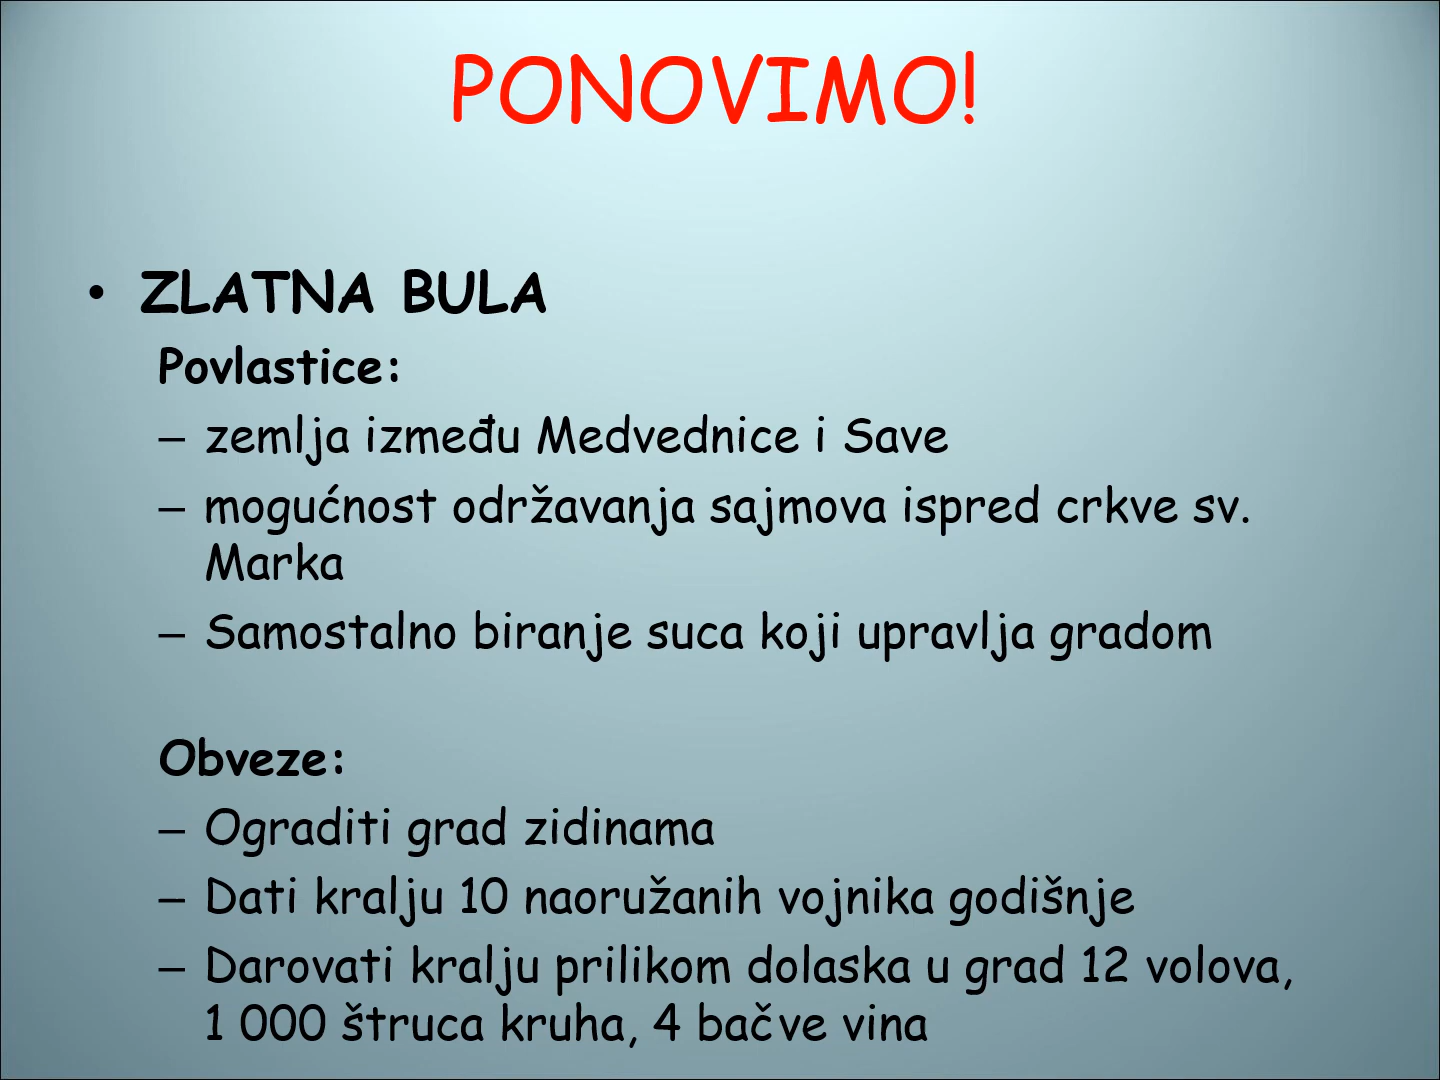 PONOVIMO!
• ZLATNA BULA
Povlastice:
– zemlja između Medvednice i Save
– mogućnost održavanja sajmova ispred crkve sv.
Marka
– Samostalno biranje suca koji upravlja gradom
Obveze:
– Ograditi grad zidinama
– Dati kralju 10 naoružanih vojnika godišnje
– Darovati kralju prilikom dolaska u grad 12 volova,
1 000 štruca kruha, 4 bačve vina